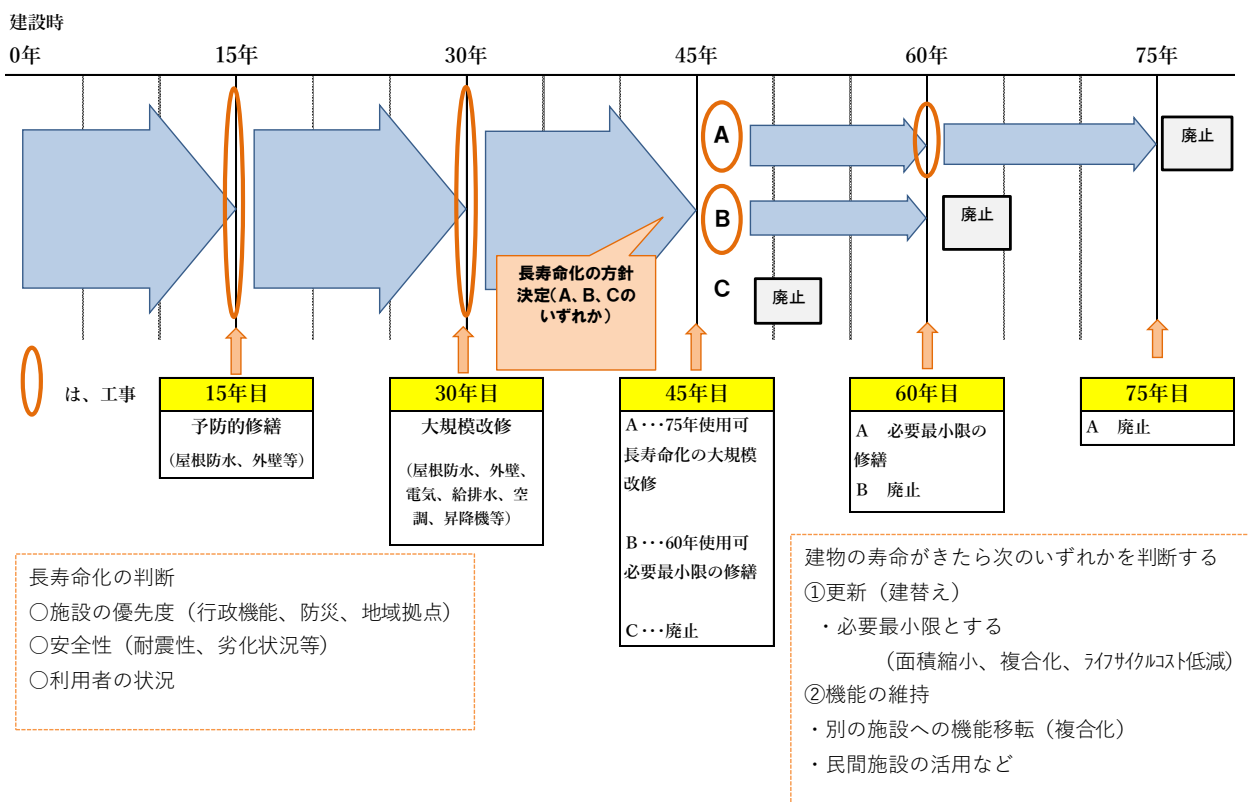 建設時
0年
15年
30年
45年
60年
75年
A
廃止
B
廃止
C
廃止
長寿命化の方針
決定(A、B、Cの
いずれか)
は、工事
15年目
予防的修繕
(屋根防水、外壁等)
30年目
大規模改修
(屋根防水、外壁、
電気、給排水、空
調、昇降機等)
45年目
A･･･75年使用可
長寿命化の大規模
改修
B･･･60年使用可
必要最小限の修繕
C･･･廃止
60年目
A 必要最小限の
修繕
B 廃止
75年目
A 廃止
長寿命化の判断
○施設の優先度（行政機能、防災、地域拠点）
○安全性（耐震性、劣化状況等）
○利用者の状況
建物の寿命がきたら次のいずれかを判断する
①更新（建替え）
・必要最小限とする
（面積縮小、複合化、ﾗｲﾌｻｲｸﾙｺｽﾄ低減）
②機能の維持
・別の施設への機能移転（複合化）
・民間施設の活用など